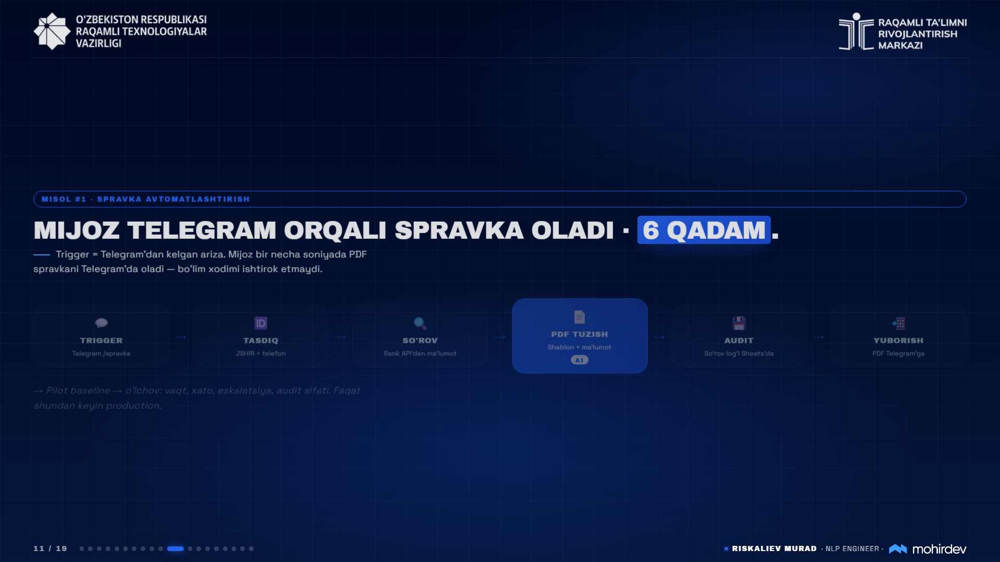 O'ZBEKISTON RESPUBLIKASI
RAQAMLI TEXNOLOGIYALAR
VAZIRLIGI
RAQAMLI TA'LIMNI
RIVOJLANTIRISH
MARKAZI
MISOL #1 · SPRAVKA AVTOMATLASHTIRISH
MIJOZ TELEGRAM ORQALI SPRAVKA OLADI · 6 QADAM.
Trigger = Telegram'dan kelgan ariza. Mijoz bir necha soniyada PDF
spravkani Telegram'da oladi — bo'lim xodimi ishtirok etmaydi.
TRIGGER
Telegram /spravka
→
ID
TASDIQ
JSHIR + telefon
→
SO'ROV
Bank API'dan ma'lumot
→
PDF TUZISH
Shablon + ma'lumot
AI
→
AUDIT
So'rov log'i Sheets'da
→
YUBORISH
PDF Telegram'ga
→ Pilot baseline → o'lchov: vaqt, xato, eskalatsiya, audit sifati. Faqat
shundan keyin production.
11 / 19
RISKALIEV MURAD · NLP ENGINEER ·
mohirdev